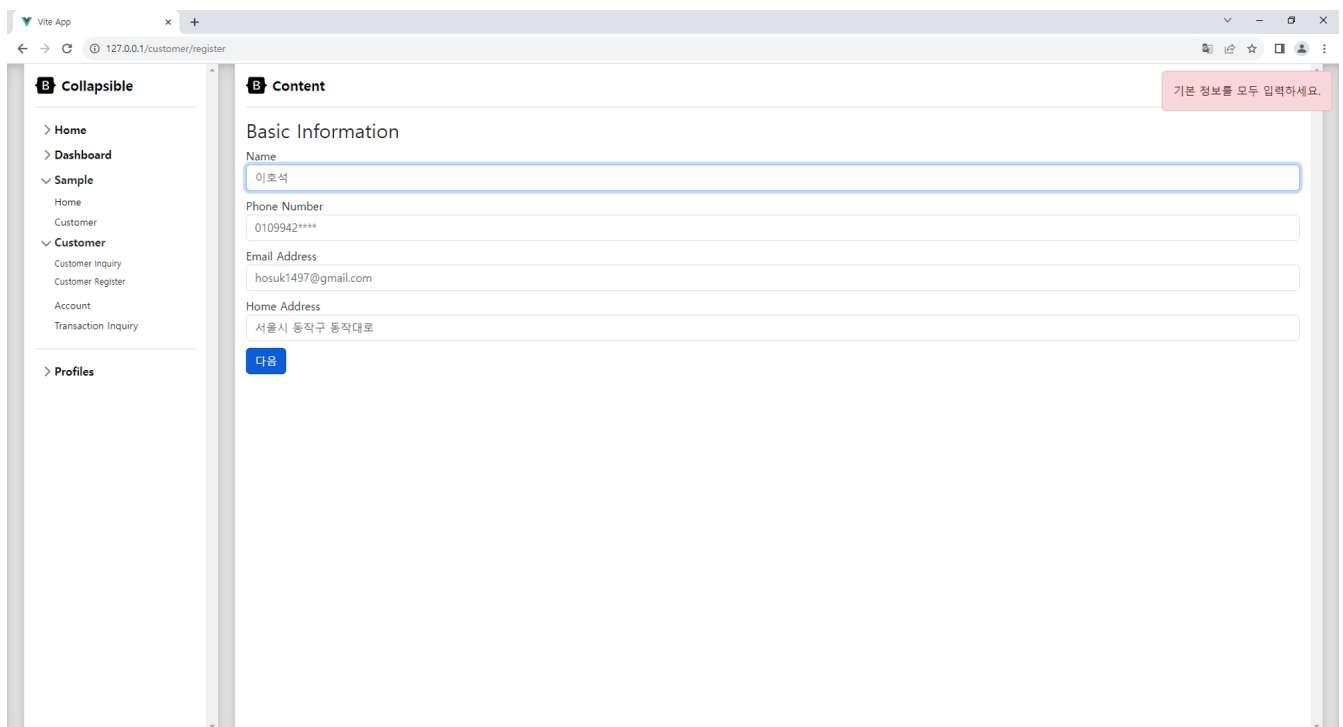 Vite App
127.0.0.1/customer/register
B Collapsible
Home
Dashboard
Sample
Home
Customer
Customer
Customer Inquiry
Customer Register
Account
Transaction Inquiry
Profiles
B Content
기본 정보를 모두 입력하세요.
Basic Information
Name
이호석
Phone Number
0109942****
Email Address
hosuk1497@gmail.com
Home Address
서울시 동작구 동작대로
다음